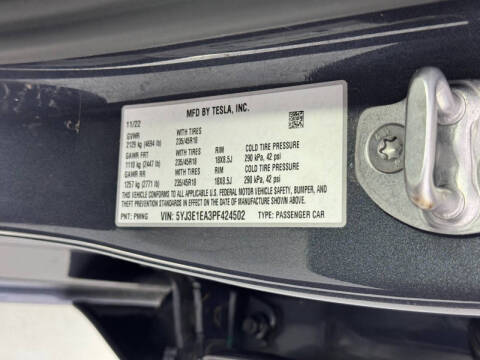 MFD BY TESLA, INC.
11/22
GVWR WITH TIRES
2129 kg (4694 lb) 235/45R18
GAWR FRT WITH TIRES RIM COLD TIRE PRESSURE
1110 kg (2447 lb) 235/45R18 18X8.5J 290 kPa, 42 psi
GAWR RR WITH TIRES RIM COLD TIRE PRESSURE
1257 kg (2771 lb) 235/45R18 18X8.5J 290 kPa, 42 psi
THIS VEHICLE CONFORMS TO ALL APPLICABLE U.S. FEDERAL MOTOR VEHICLE SAFETY, BUMPER, AND
THEFT PREVENTION STANDARDS IN EFFECT ON THE DATE OF MANUFACTURE SHOWN ABOVE.
PNT: PMNG VIN: 5YJ3E1EA3PF424502 TYPE: PASSENGER CAR